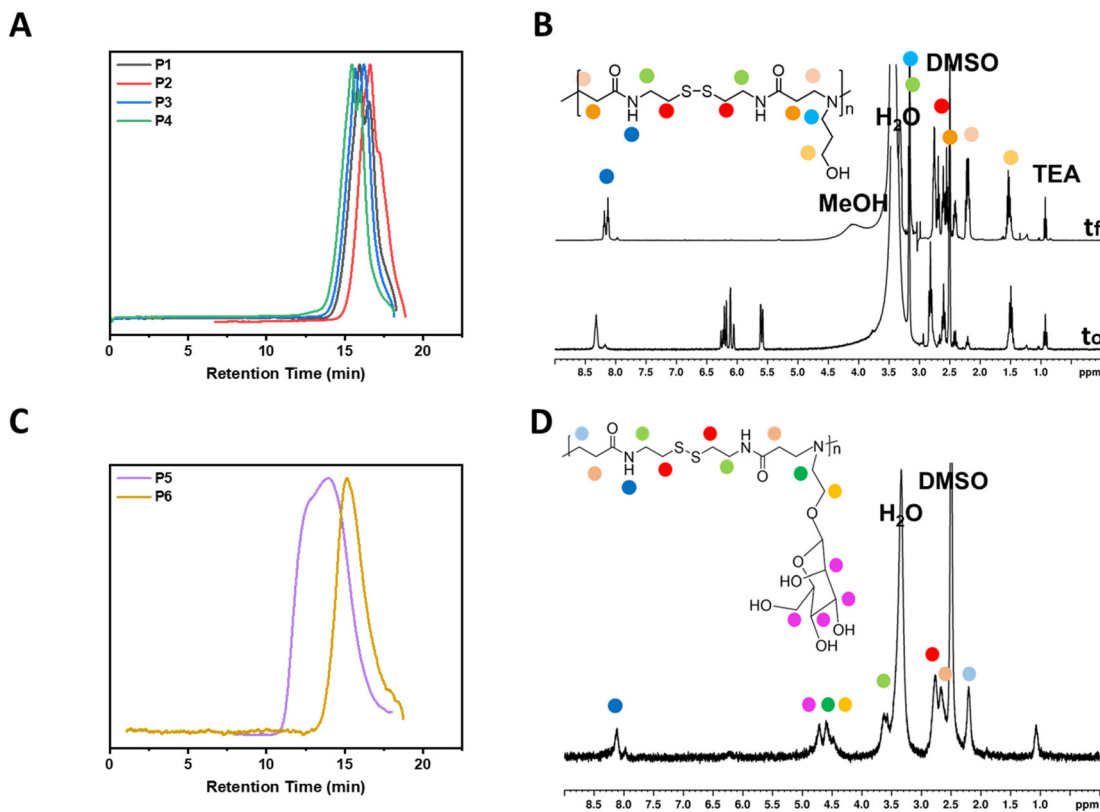 A
P1
P2
P3
P4
0 5 10 15 20
Retention Time (min)
B
O
N
H
S-S
H
N
O
N
n
OH
DMSO
H2O
MeOH
TEA
tf
t0
8.5 8.0 7.5 7.0 6.5 6.0 5.5 5.0 4.5 4.0 3.5 3.0 2.5 2.0 1.5 1.0 ppm
C
P5
P6
0 5 10 15 20
Retention Time (min)
D
O
N
H
S
S
H
N
O
N
n
O
O
HO
HO
OH
OH
DMSO
H2O
8.5 8.0 7.5 7.0 6.5 6.0 5.5 5.0 4.5 4.0 3.5 3.0 2.5 2.0 1.5 1.0 ppm